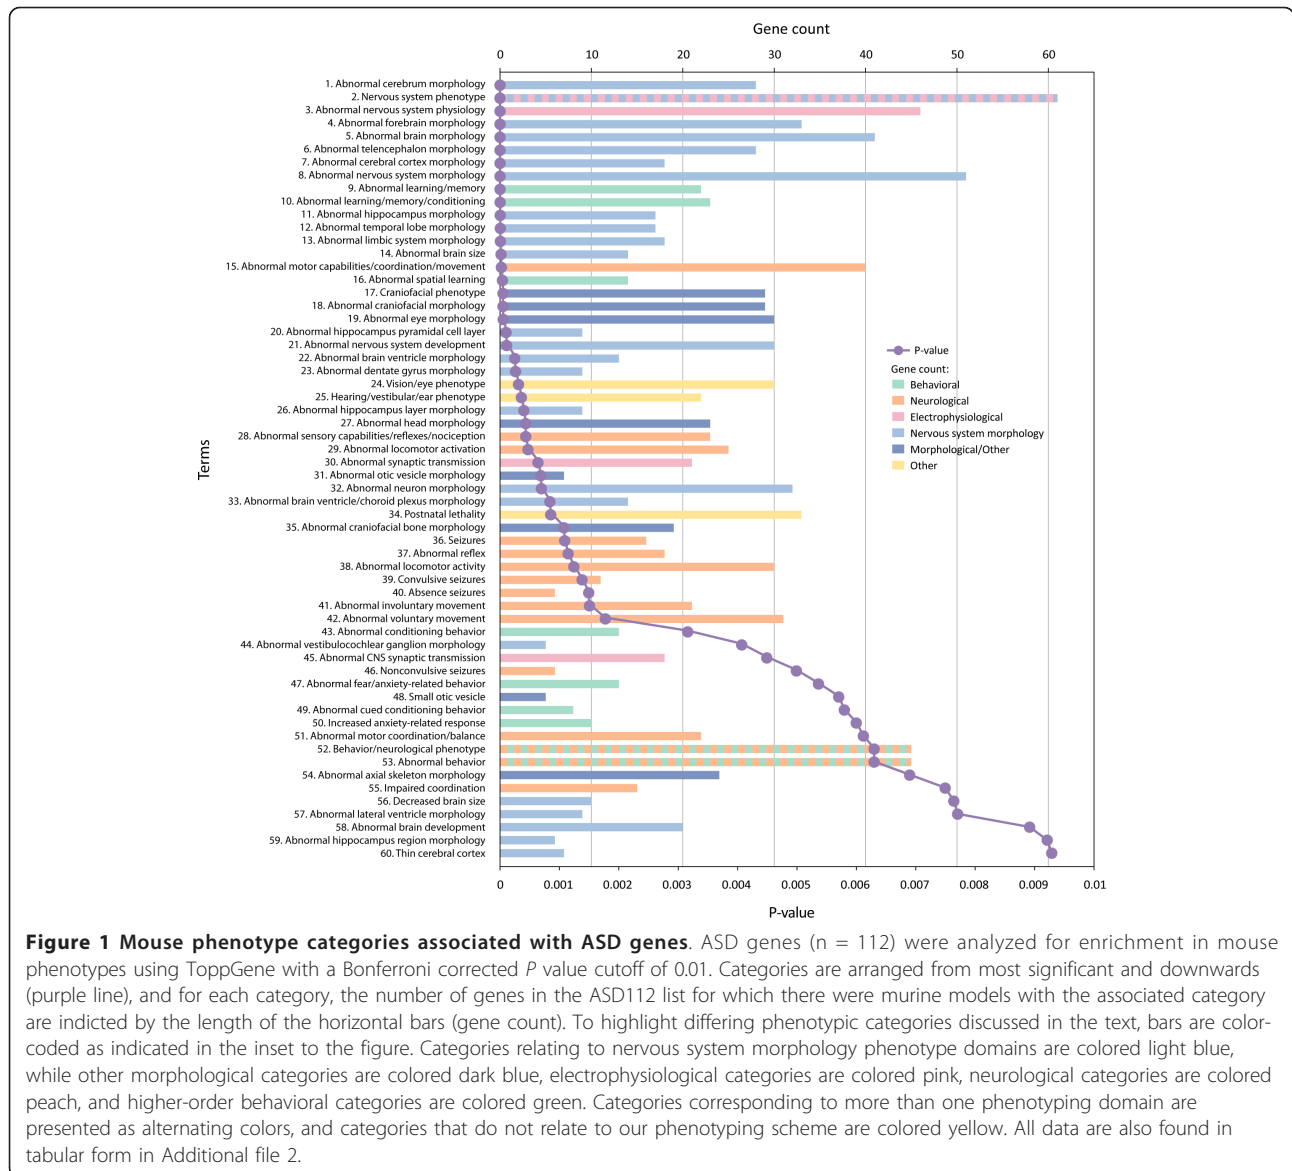 Gene count
0 10 20 30 40 50 60
1. Abnormal cerebrum morphology
2. Nervous system phenotype
3. Abnormal nervous system physiology
4. Abnormal forebrain morphology
5. Abnormal brain morphology
6. Abnormal telencephalon morphology
7. Abnormal cerebral cortex morphology
8. Abnormal nervous system morphology
9. Abnormal learning/memory
10. Abnormal learning/memory/conditioning
11. Abnormal hippocampus morphology
12. Abnormal temporal lobe morphology
13. Abnormal limbic system morphology
14. Abnormal brain size
15. Abnormal motor capabilities/coordination/movement
16. Abnormal spatial learning
17. Craniofacial phenotype
18. Abnormal craniofacial morphology
19. Abnormal eye morphology
20. Abnormal hippocampus pyramidal cell layer
21. Abnormal nervous system development
22. Abnormal brain ventricle morphology
23. Abnormal dentate gyrus morphology
24. Vision/eye phenotype
25. Hearing/vestibular/ear phenotype
26. Abnormal hippocampus layer morphology
27. Abnormal head morphology
28. Abnormal sensory capabilities/reflexes/nociception
29. Abnormal locomotor activation
30. Abnormal synaptic transmission
31. Abnormal otic vesicle morphology
32. Abnormal neuron morphology
33. Abnormal brain ventricle/choroid plexus morphology
34. Postnatal lethality
35. Abnormal craniofacial bone morphology
36. Seizures
37. Abnormal reflex
38. Abnormal locomotor activity
39. Convulsive seizures
40. Absence seizures
41. Abnormal involuntary movement
42. Abnormal voluntary movement
43. Abnormal conditioning behavior
44. Abnormal vestibulocochlear ganglion morphology
45. Abnormal CNS synaptic transmission
46. Nonconvulsive seizures
47. Abnormal fear/anxiety-related behavior
48. Small otic vesicle
49. Abnormal cued conditioning behavior
50. Increased anxiety-related response
51. Abnormal motor coordination/balance
52. Behavior/neurological phenotype
53. Abnormal behavior
54. Abnormal axial skeleton morphology
55. Impaired coordination
56. Decreased brain size
57. Abnormal lateral ventricle morphology
58. Abnormal brain development
59. Abnormal hippocampus region morphology
60. Thin cerebral cortex
Terms
P-value
Gene count:
Behavioral
Neurological
Electrophysiological
Nervous system morphology
Morphological/Other
Other
0 0.001 0.002 0.003 0.004 0.005 0.006 0.007 0.008 0.009 0.01
P-value
Figure 1 Mouse phenotype categories associated with ASD genes. ASD genes (n = 112) were analyzed for enrichment in mouse
phenotypes using ToppGene with a Bonferroni corrected P value cutoff of 0.01. Categories are arranged from most significant and downwards
(purple line), and for each category, the number of genes in the ASD112 list for which there were murine models with the associated category
are indicted by the length of the horizontal bars (gene count). To highlight differing phenotypic categories discussed in the text, bars are color-
coded as indicated in the inset to the figure. Categories relating to nervous system morphology phenotype domains are colored light blue,
while other morphological categories are colored dark blue, electrophysiological categories are colored pink, neurological categories are colored
peach, and higher-order behavioral categories are colored green. Categories corresponding to more than one phenotyping domain are
presented as alternating colors, and categories that do not relate to our phenotyping scheme are colored yellow. All data are also found in
tabular form in Additional file 2.